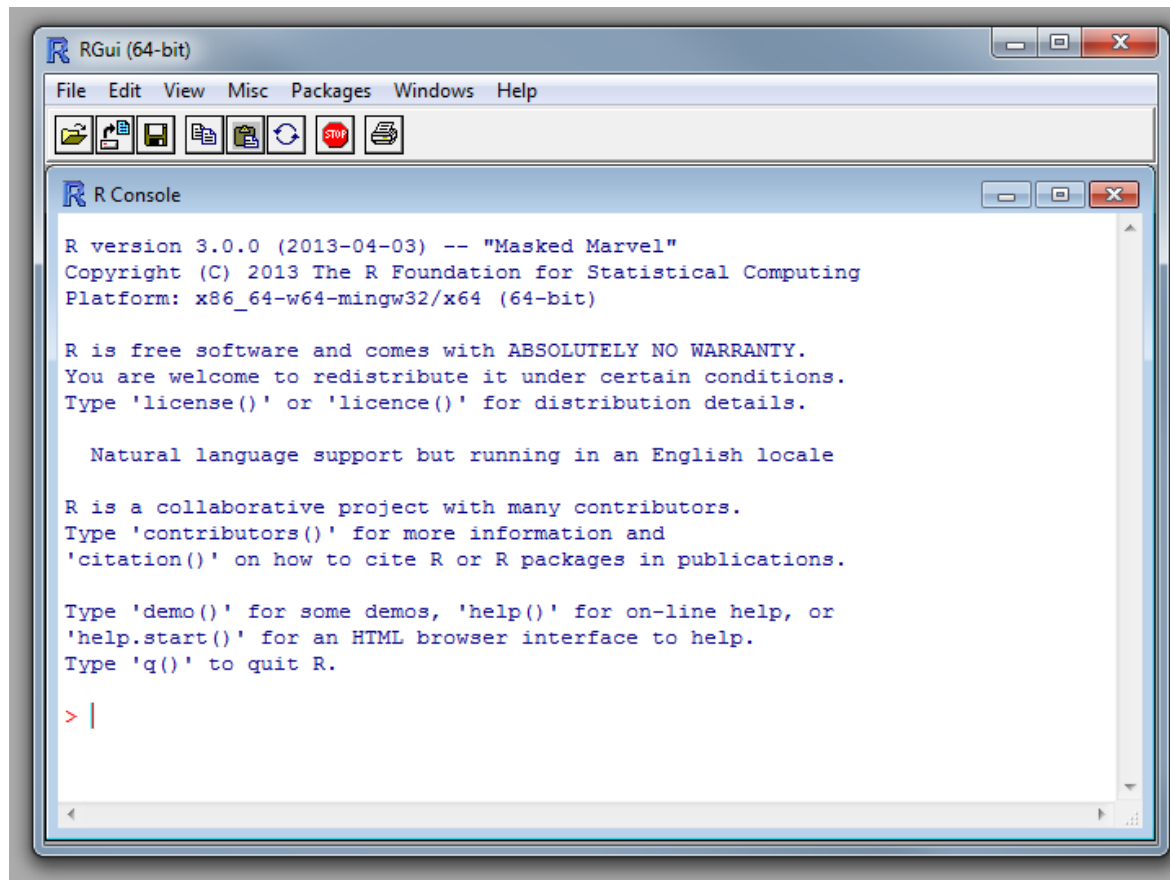 RGui (64-bit)
File Edit View Misc Packages Windows Help
STOP
R Console
R version 3.0.0 (2013-04-03) -- "Masked Marvel"
Copyright (C) 2013 The R Foundation for Statistical Computing
Platform: x86_64-w64-mingw32/x64 (64-bit)
R is free software and comes with ABSOLUTELY NO WARRANTY.
You are welcome to redistribute it under certain conditions.
Type 'license()' or 'licence()' for distribution details.
Natural language support but running in an English locale
R is a collaborative project with many contributors.
Type 'contributors()' for more information and
'citation()' on how to cite R or R packages in publications.
Type 'demo()' for some demos, 'help()' for on-line help, or
'help.start()' for an HTML browser interface to help.
Type 'q()' to quit R.
>